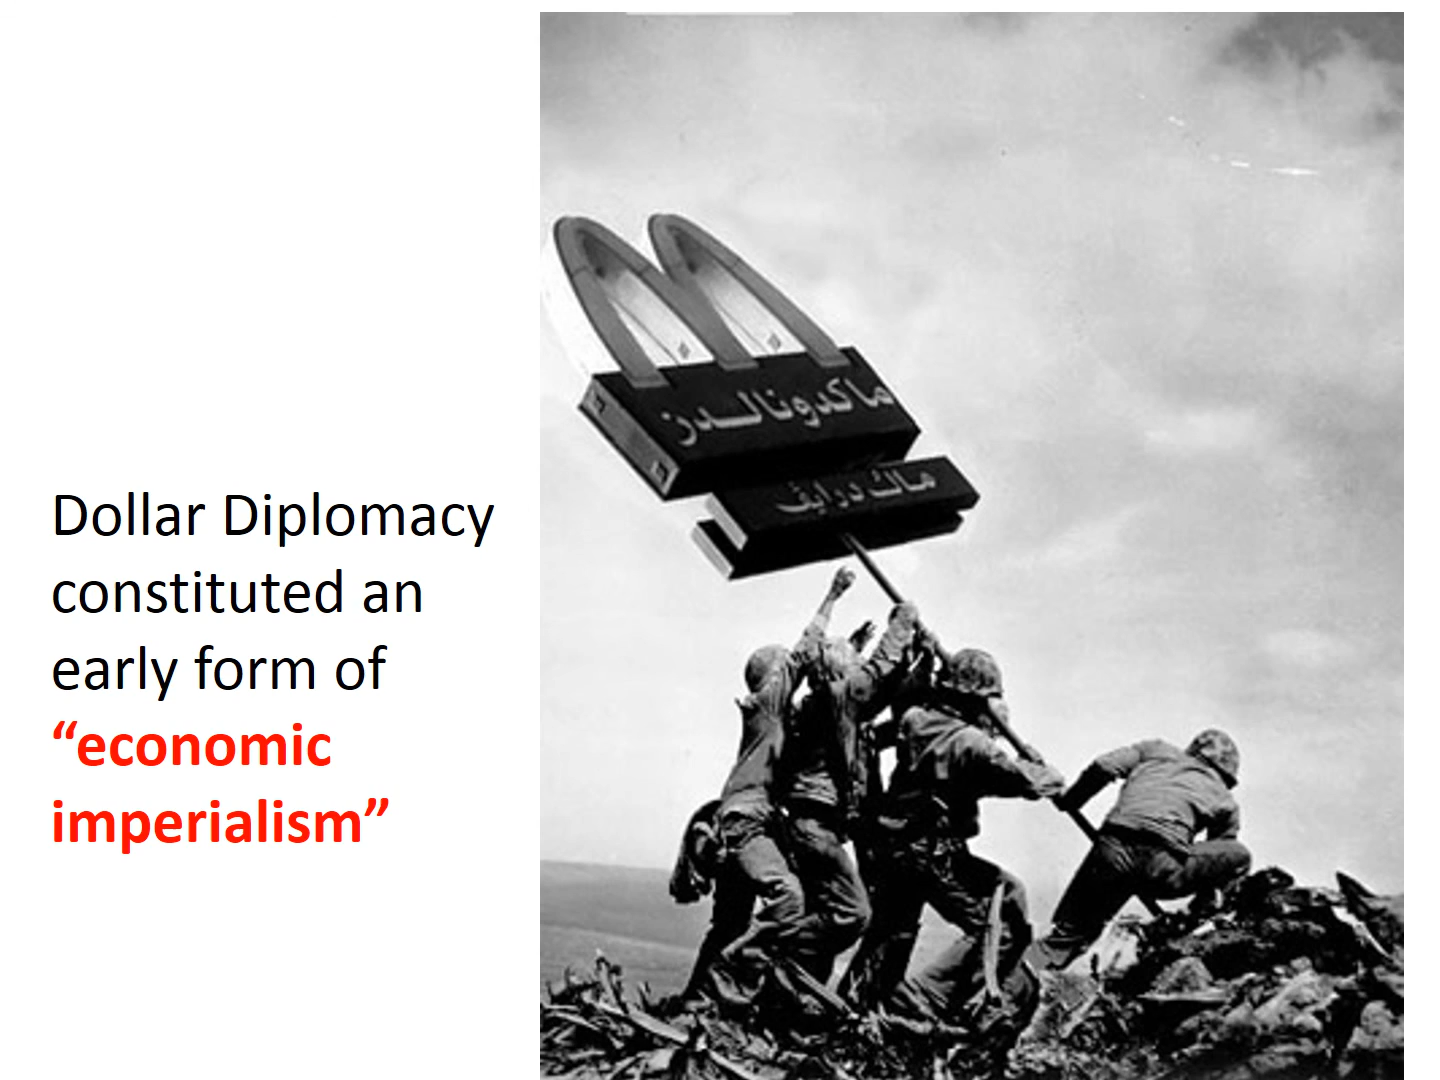 Dollar Diplomacy
constituted an
early form of
“economic
imperialism”
ماكدونالدز
ماك درايف